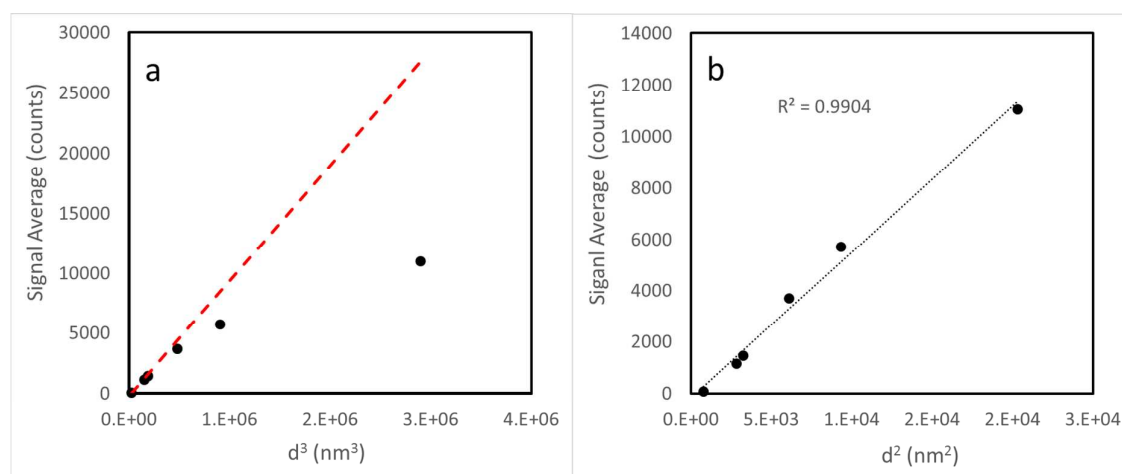 a
30000
25000
20000
15000
10000
5000
0
Signal Average (counts)
0.E+00 1.E+06 2.E+06 3.E+06 4.E+06
d³ (nm³)
b
R² = 0.9904
14000
12000
10000
8000
6000
4000
2000
0
Siganl Average (counts)
0.E+00 5.E+03 1.E+04 2.E+04 2.E+04 3.E+04
d² (nm²)